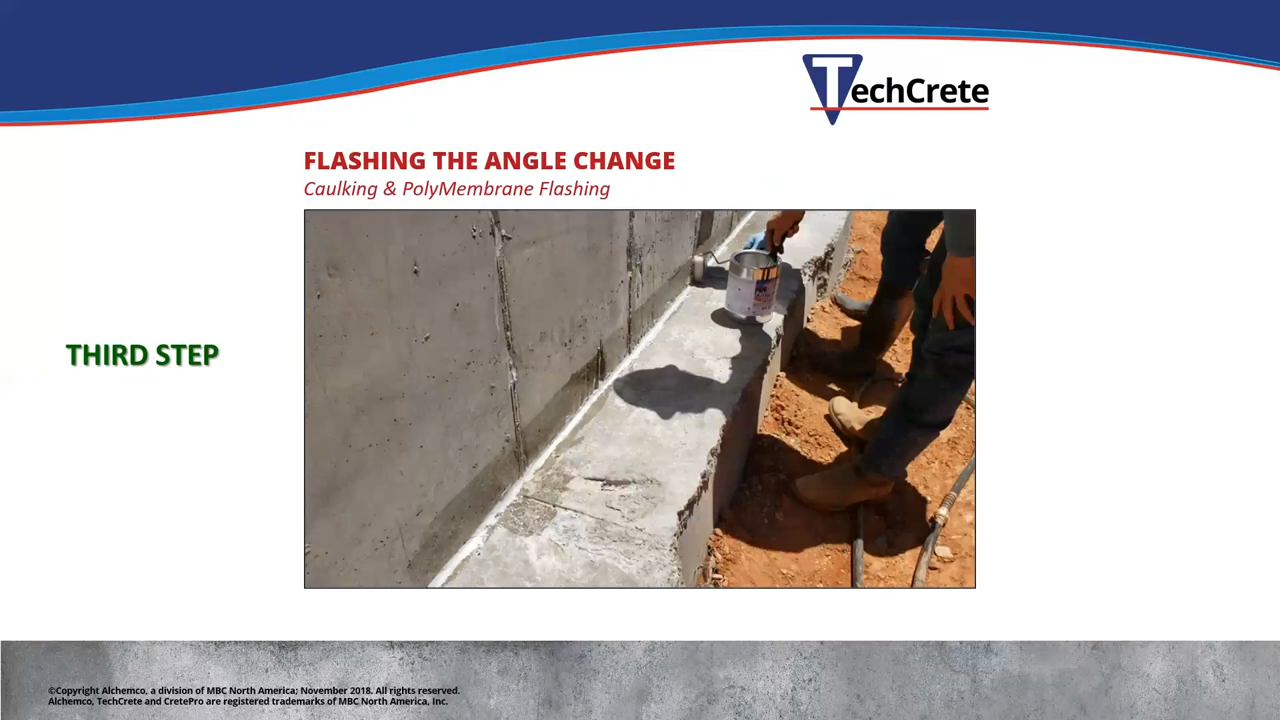 TechCrete
FLASHING THE ANGLE CHANGE
Caulking & PolyMembrane Flashing
THIRD STEP
©Copyright Alchemco, a division of MBC North America; November 2018. All rights reserved.
Alchemco, TechCrete and CretePro are registered trademarks of MBC North America, Inc.